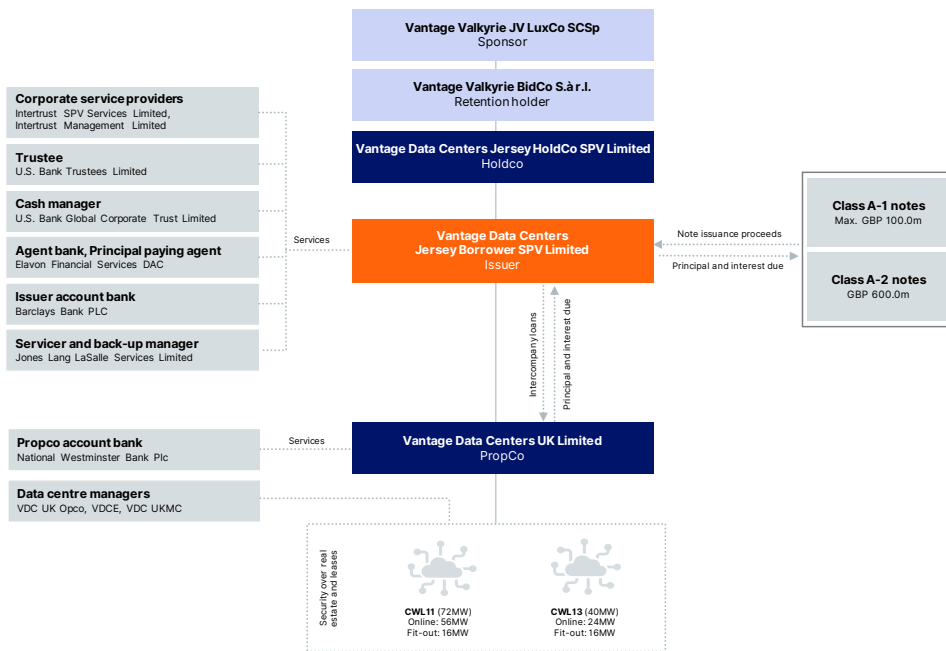 Vantage Valkyrie JV LuxCo SCSp
Sponsor
Vantage Valkyrie BidCo S.à r.l.
Retention holder
Vantage Data Centers Jersey HoldCo SPV Limited
Holdco
Corporate service providers
Intertrust SPV Services Limited,
Intertrust Management Limited
Trustee
U.S. Bank Trustees Limited
Cash manager
U.S. Bank Global Corporate Trust Limited
Agent bank, Principal paying agent
Elavon Financial Services DAC
Issuer account bank
Barclays Bank PLC
Servicer and back-up manager
Jones Lang LaSalle Services Limited
Services
Vantage Data Centers
Jersey Borrower SPV Limited
Issuer
Note issuance proceeds
Principal and interest due
Class A-1 notes
Max. GBP 100.0m
Class A-2 notes
GBP 600.0m
Intercompany loans
Principal and interest due
Propco account bank
National Westminster Bank Plc
Services
Vantage Data Centers UK Limited
PropCo
Data centre managers
VDC UK Opco, VDCE, VDC UKMC
Security over real
estate and leases
CWL11 (72MW)
Online: 56MW
Fit-out: 16MW
CWL13 (40MW)
Online: 24MW
Fit-out: 16MW